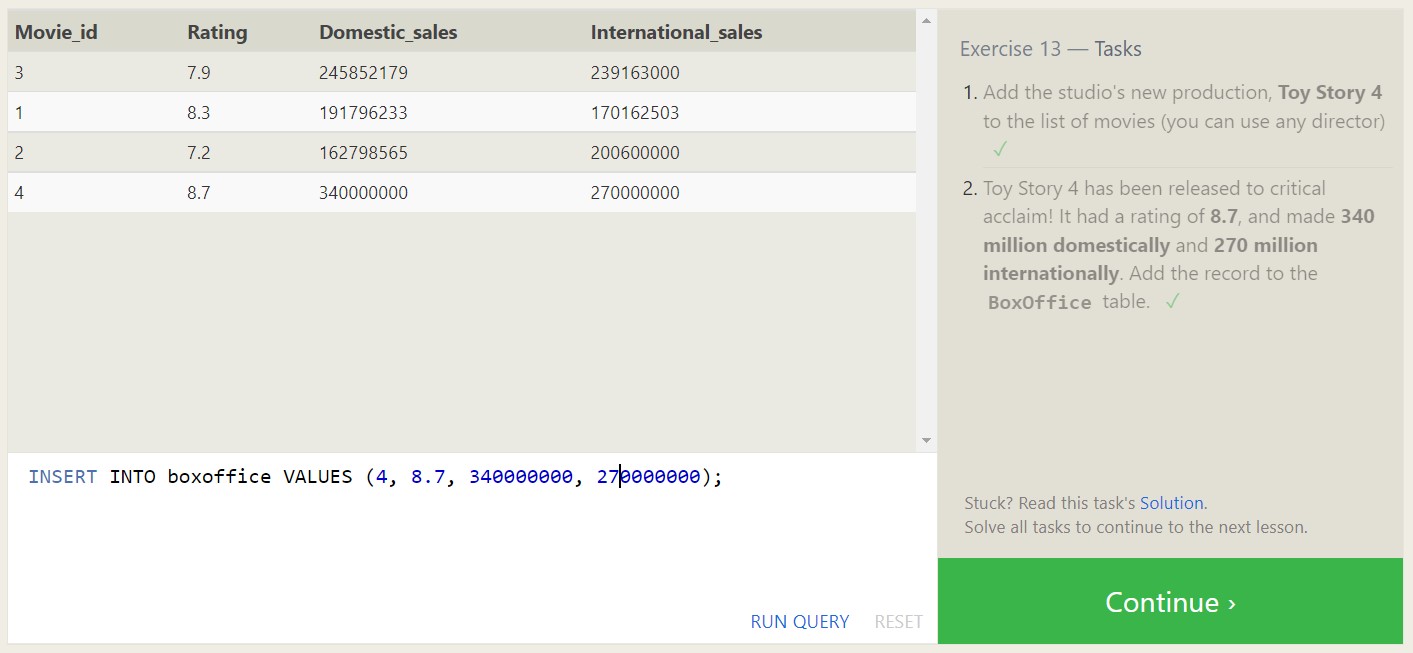 Movie_id Rating Domestic_sales International_sales
3 7.9 245852179 239163000
1 8.3 191796233 170162503
2 7.2 162798565 200600000
4 8.7 340000000 270000000
INSERT INTO boxoffice VALUES (4, 8.7, 340000000, 270000000);
RUN QUERY RESET
Exercise 13 — Tasks
1. Add the studio's new production, Toy Story 4
to the list of movies (you can use any director)
✓
2. Toy Story 4 has been released to critical
acclaim! It had a rating of 8.7, and made 340
million domestically and 270 million
internationally. Add the record to the
BoxOffice table. ✓
Stuck? Read this task's Solution.
Solve all tasks to continue to the next lesson.
Continue ›